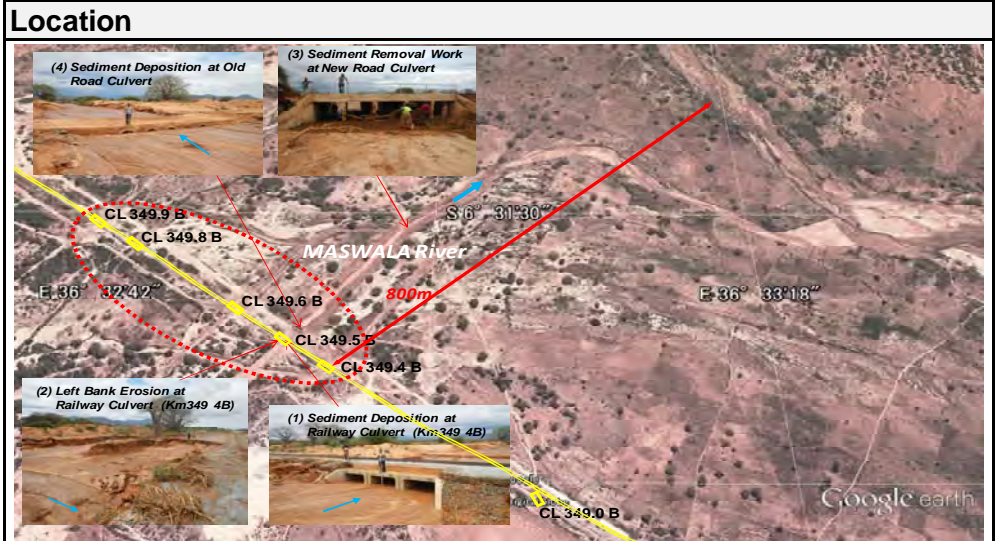 Location
(4) Sediment Deposition at Old
Road Culvert
(3) Sediment Removal Work
at New Road Culvert
CL 349.9 B
CL 349.8 B
S 6° 31'30"
MASWALA River
E 36° 32'42"
800m
E 36° 33'18"
CL 349.6 B
CL 349.5 B
CL 349.4 B
(2) Left Bank Erosion at
Railway Culvert (Km349 4B)
(1) Sediment Deposition at
Railway Culvert (Km349 4B)
Google earth
CL 349.0 B